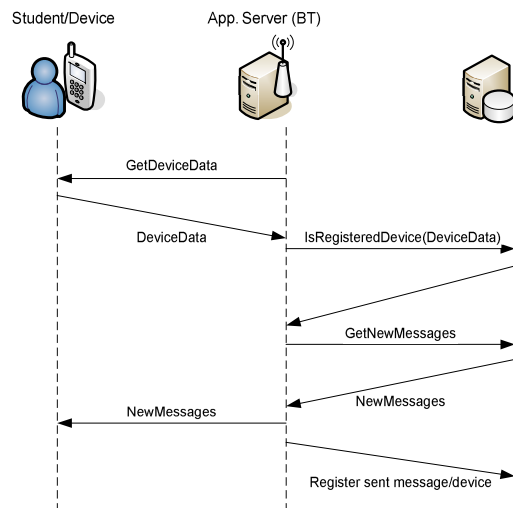 Student/Device
App. Server (BT)
GetDeviceData
DeviceData
IsRegisteredDevice(DeviceData)
GetNewMessages
NewMessages
NewMessages
Register sent message/device